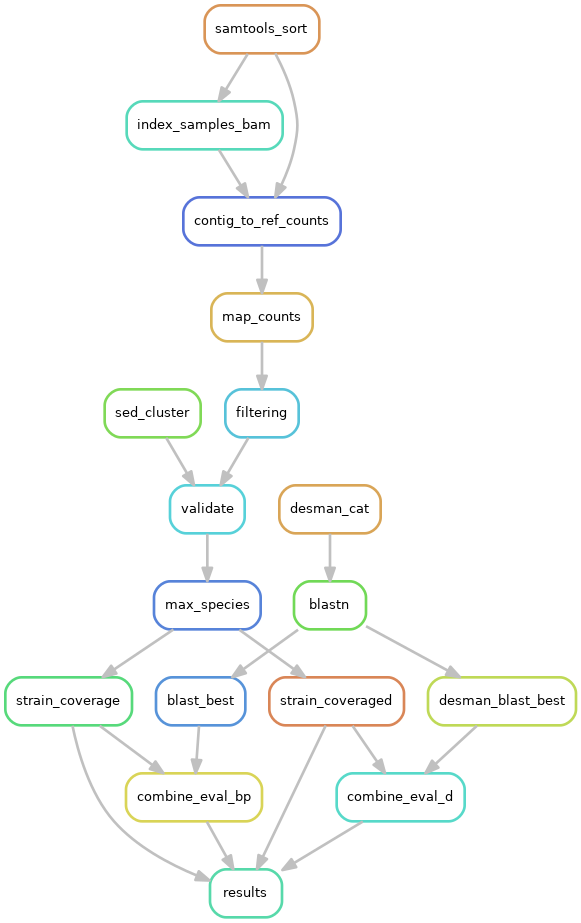 samtools_sort
index_samples_bam
contig_to_ref_counts
map_counts
sed_cluster
filtering
validate
desman_cat
max_species
blastn
strain_coverage
blast_best
strain_coveraged
desman_blast_best
combine_eval_bp
combine_eval_d
results